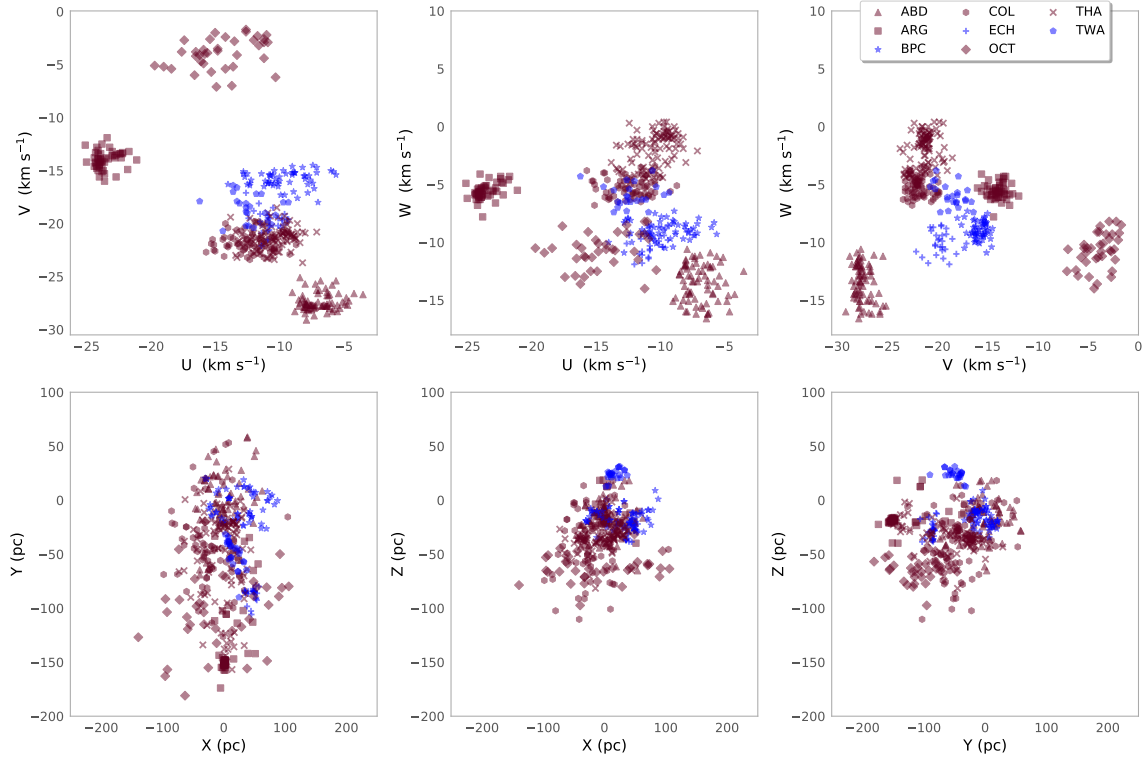 ABD COL THA
ARG ECH TWA
BPC OCT
0
−5
−10
−15
−20
−25
−30
V (km s⁻¹)
−25 −20 −15 −10 −5
U (km s⁻¹)
10
5
0
−5
−10
−15
W (km s⁻¹)
−25 −20 −15 −10 −5
U (km s⁻¹)
10
5
0
−5
−10
−15
W (km s⁻¹)
−30 −25 −20 −15 −10 −5 0
V (km s⁻¹)
100
50
0
−50
−100
−150
−200
Y (pc)
−200 −100 0 100 200
X (pc)
100
50
0
−50
−100
−150
−200
Z (pc)
−200 −100 0 100 200
X (pc)
100
50
0
−50
−100
−150
−200
Z (pc)
−200 −100 0 100 200
Y (pc)